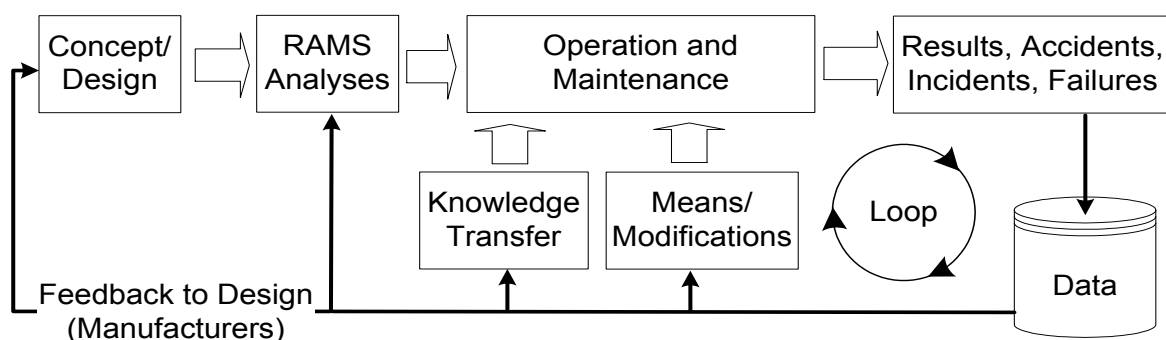 Concept/
Design
RAMS
Analyses
Operation and
Maintenance
Results, Accidents,
Incidents, Failures
Knowledge
Transfer
Means/
Modifications
Loop
Data
Feedback to Design
(Manufacturers)